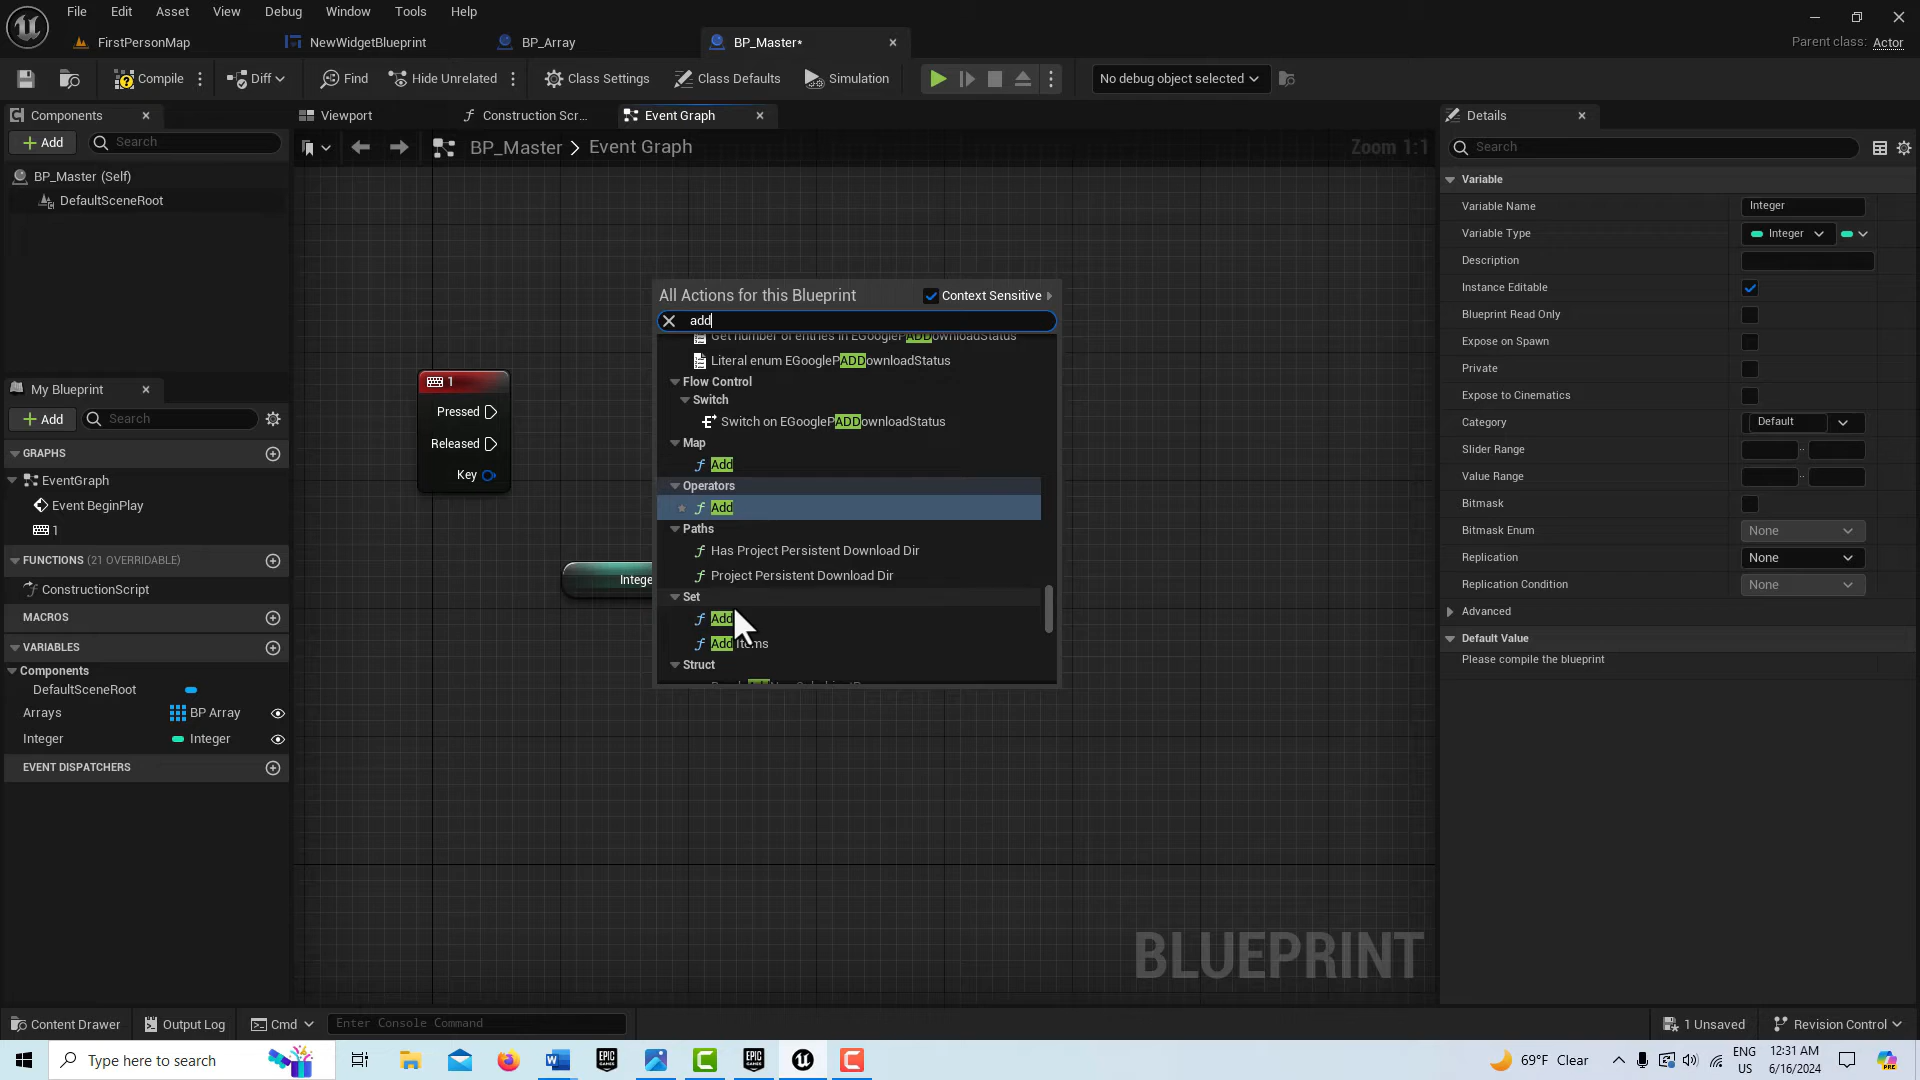 File Edit Asset View Debug Window Tools Help
FirstPersonMap NewWidgetBlueprint BP_Array BP_Master*
Parent class: Actor
Compile Diff Find Hide Unrelated Class Settings Class Defaults Simulation No debug object selected
Components
Add Search
BP_Master (Self)
DefaultSceneRoot
My Blueprint
Add Search
GRAPHS
EventGraph
Event BeginPlay
1
FUNCTIONS (21 OVERRIDABLE)
ConstructionScript
MACROS
VARIABLES
Components
DefaultSceneRoot
Arrays BP Array
Integer Integer
EVENT DISPATCHERS
Viewport Construction Scr... Event Graph
BP_Master > Event Graph
Zoom 1:1
1
Pressed
Released
Key
Intege
All Actions for this Blueprint Context Sensitive
add
Get number of entries in EGooglePADDownloadStatus
Literal enum EGooglePADDownloadStatus
Flow Control
Switch
Switch on EGooglePADDownloadStatus
Map
Add
Operators
Add
Paths
Has Project Persistent Download Dir
Project Persistent Download Dir
Set
Add
Add Items
Struct
BLUEPRINT
Details
Search
Variable
Variable Name Integer
Variable Type Integer
Description
Instance Editable
Blueprint Read Only
Expose on Spawn
Private
Expose to Cinematics
Category Default
Slider Range
Value Range
Bitmask
Bitmask Enum None
Replication None
Replication Condition None
Advanced
Default Value
Please compile the blueprint
Content Drawer Output Log Cmd Enter Console Command 1 Unsaved Revision Control
Type here to search
69°F Clear
ENG
US
12:31 AM
6/16/2024